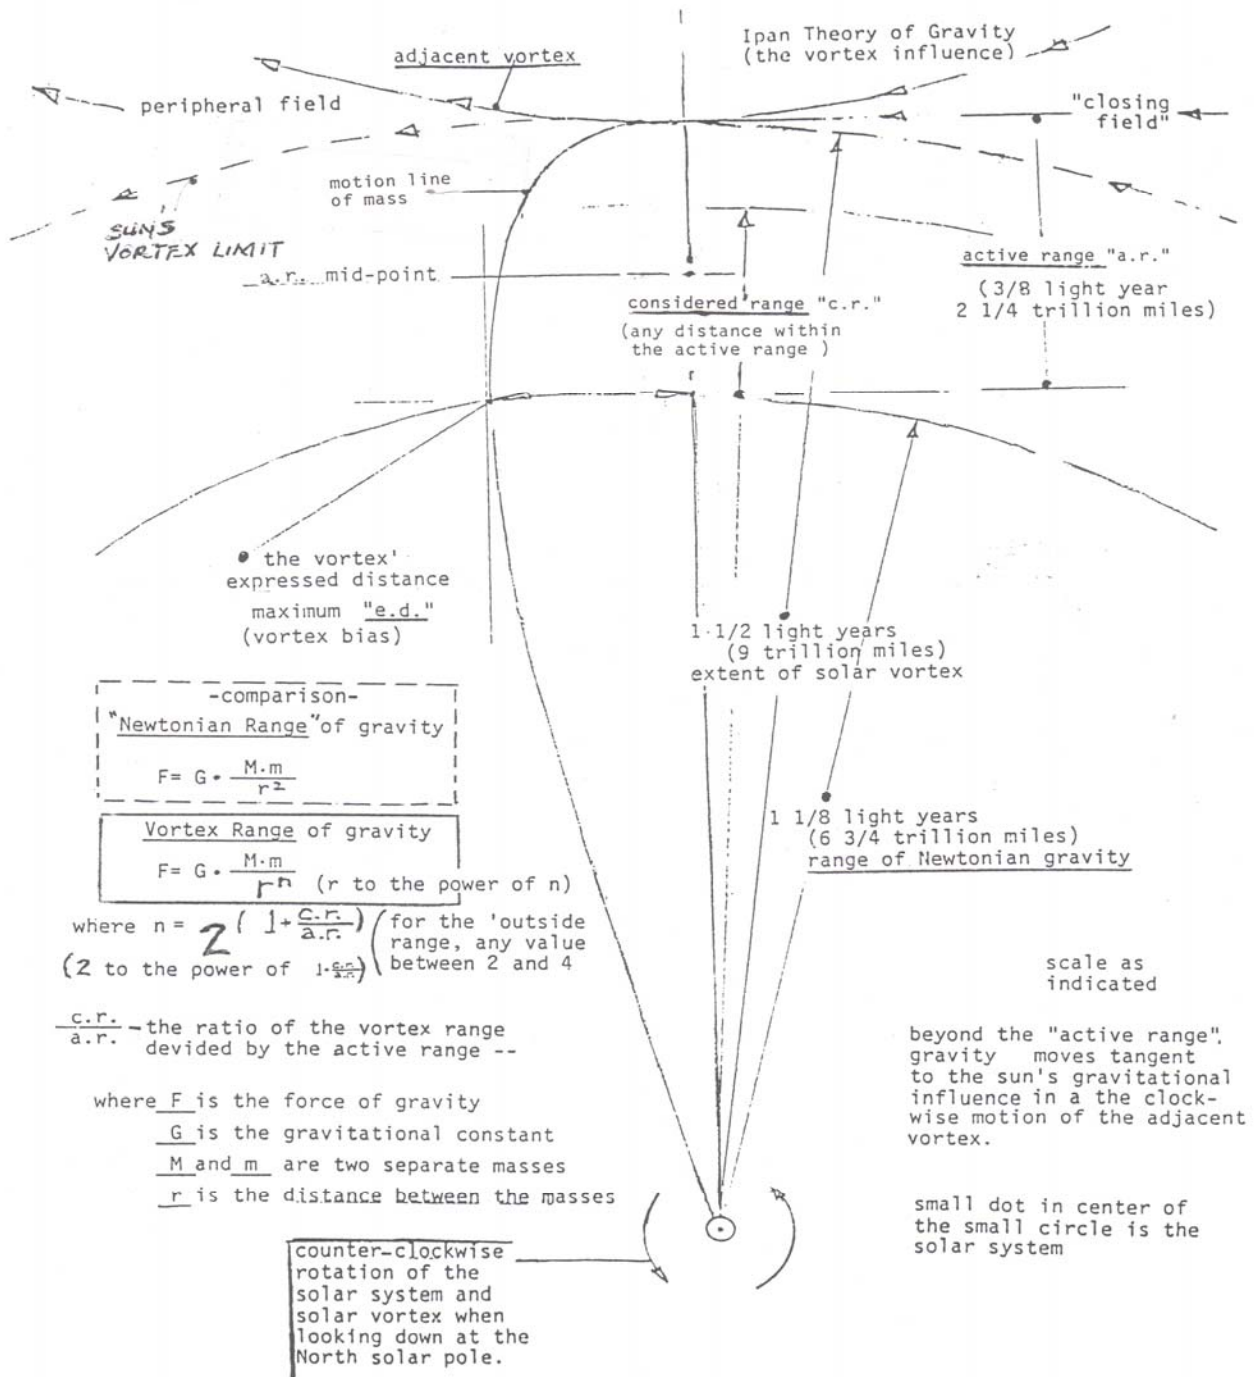 Ipan Theory of Gravity
(the vortex influence)
adjacent vortex
peripheral field
"closing
field"
motion line
of mass
SUN'S
VORTEX LIMIT
a.r. mid-point
active range "a.r."
(3/8 light year
2 1/4 trillion miles)
considered range "c.r."
(any distance within
the active range )
the vortex'
expressed distance
maximum "e.d."
(vortex bias)
1 1/2 light years
(9 trillion miles)
extent of solar vortex
-comparison-
"Newtonian Range" of gravity
F= G · M·m
r²
1 1/8 light years
(6 3/4 trillion miles)
range of Newtonian gravity
Vortex Range of gravity
F= G · M·m
rⁿ (r to the power of n)
where n = 2 ( 1+ c.r./a.r. ) (for the 'outside
range, any value
between 2 and 4
(2 to the power of 1·c.r./a.r.)
scale as
indicated
c.r./a.r. - the ratio of the vortex range
devided by the active range --
beyond the "active range",
gravity moves tangent
to the sun's gravitational
influence in a the clock-
wise motion of the adjacent
vortex.
where F is the force of gravity
G is the gravitational constant
M and m are two separate masses
r is the distance between the masses
small dot in center of
the small circle is the
solar system
counter-clockwise
rotation of the
solar system and
solar vortex when
looking down at the
North solar pole.